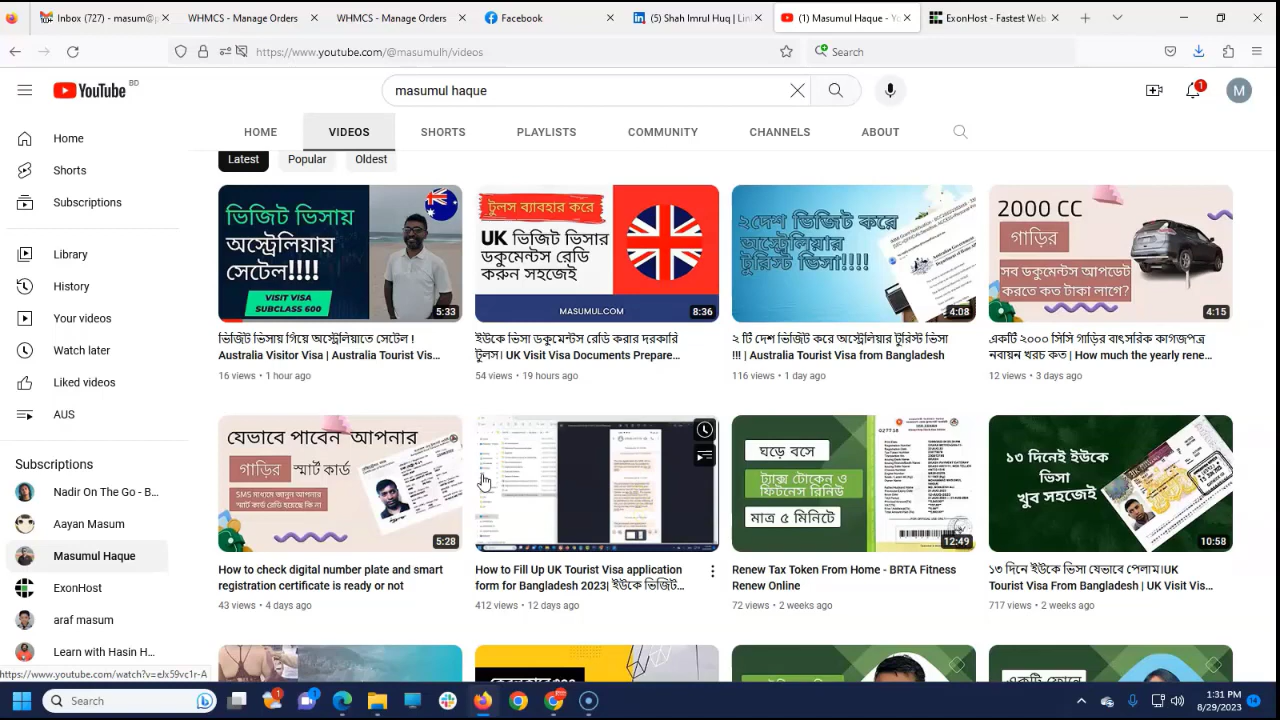 Inbox (727) - masum@p
WHMCS - Manage Orders
WHMCS - Manage Orders
Facebook
(5) Shah Imrul Huq | Lin
(1) Masumul Haque - Yo
ExonHost - Fastest Web
https://www.youtube.com/@masumulh/videos
Search
YouTube BD
masumul haque
1
M
HOME
VIDEOS
SHORTS
PLAYLISTS
COMMUNITY
CHANNELS
ABOUT
Latest
Popular
Oldest
Home
Shorts
Subscriptions
Library
History
Your videos
Watch later
Liked videos
AUS
Subscriptions
Nadir On The Go - B...
Aayan Masum
Masumul Haque
ExonHost
araf masum
Learn with Hasin H...
ভিজিট ভিসায়
অস্ট্রেলিয়ায়
সেটেল!!!!
VISIT VISA
SUBCLASS 600
5:33
ভিজিট ভিসায় গিয়ে অস্ট্রেলিয়াতে সেটেল !
Australia Visitor Visa | Australia Tourist Vis...
16 views • 1 hour ago
টুলস ব্যাবহার করে
UK ভিজিট ভিসার
ডকুমেন্টস রেডি
করুন সহজেই
MASUMUL.COM
8:36
ইউকে ভিসা ডকুমেন্টস রেডি করার দরকারি
টুলস। UK Visit Visa Documents Prepare...
54 views • 19 hours ago
২দেশ ভিজিট করে
আস্ট্রেলিয়ার
টুরিস্ট ভিসা!!!!
4:08
২ টি দেশ ভিজিট করে অস্ট্রেলিয়ার টুরিস্ট ভিসা
!!! | Australia Tourist Visa from Bangladesh
116 views • 1 day ago
2000 CC
গাড়ির
সব ডকুমেন্টস আপডেট
করতে কত টাকা লাগে?
4:15
একটি ২০০০ সিসি গাড়ির বাৎসরিক কাগজপত্র
নবায়ন খরচ কত | How much the yearly rene...
12 views • 3 days ago
যেভাবে পাবেন আপনার
গাড়ির স্মার্ট কার্ড
SMS মাধ্যমে জানুন আপনার
স্মার্ট কার্ড রেডি হয়েছে কি না
5:28
How to check digital number plate and smart
registration certificate is ready or not
43 views • 4 days ago
How to Fill Up UK Tourist Visa application
form for Bangladesh 2023| ইউকে ভিজিট...
412 views • 12 days ago
ঘড়ে বসে
ট্যাক্স টোকেন ও
ফিটনেস রিনিউ
মাত্র ৫ মিনিটে
12:49
Renew Tax Token From Home - BRTA Fitness
Renew Online
72 views • 2 weeks ago
১৩ দিনেই ইউকে
ভিসা
খুব সহজেই
10:58
১৩ দিনে ইউকে ভিসা যেভাবে পেলাম।UK
Tourist Visa From Bangladesh | UK Visit Vis...
717 views • 2 weeks ago
একটি ফোনে
https://www.youtube.com/watch?v=eJx59vc1r-A
Search
1:31 PM
8/29/2023